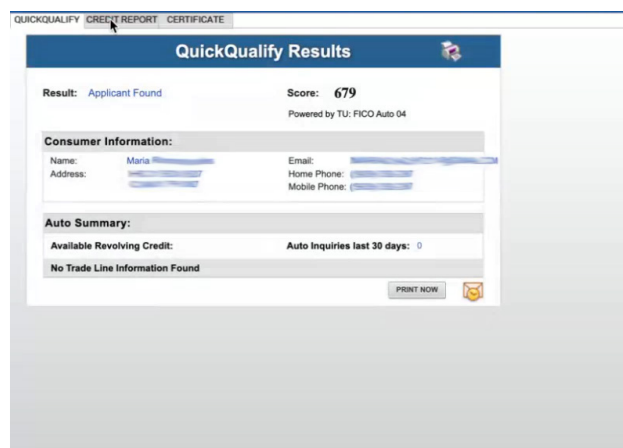 QUICKQUALIFY CREDIT REPORT CERTIFICATE
QuickQualify Results
Result: Applicant Found Score: 679
Powered by TU: FICO Auto 04
Consumer Information:
Name: Maria Email:
Address: Home Phone:
Mobile Phone:
Auto Summary:
Available Revolving Credit: Auto Inquiries last 30 days: 0
No Trade Line Information Found
PRINT NOW